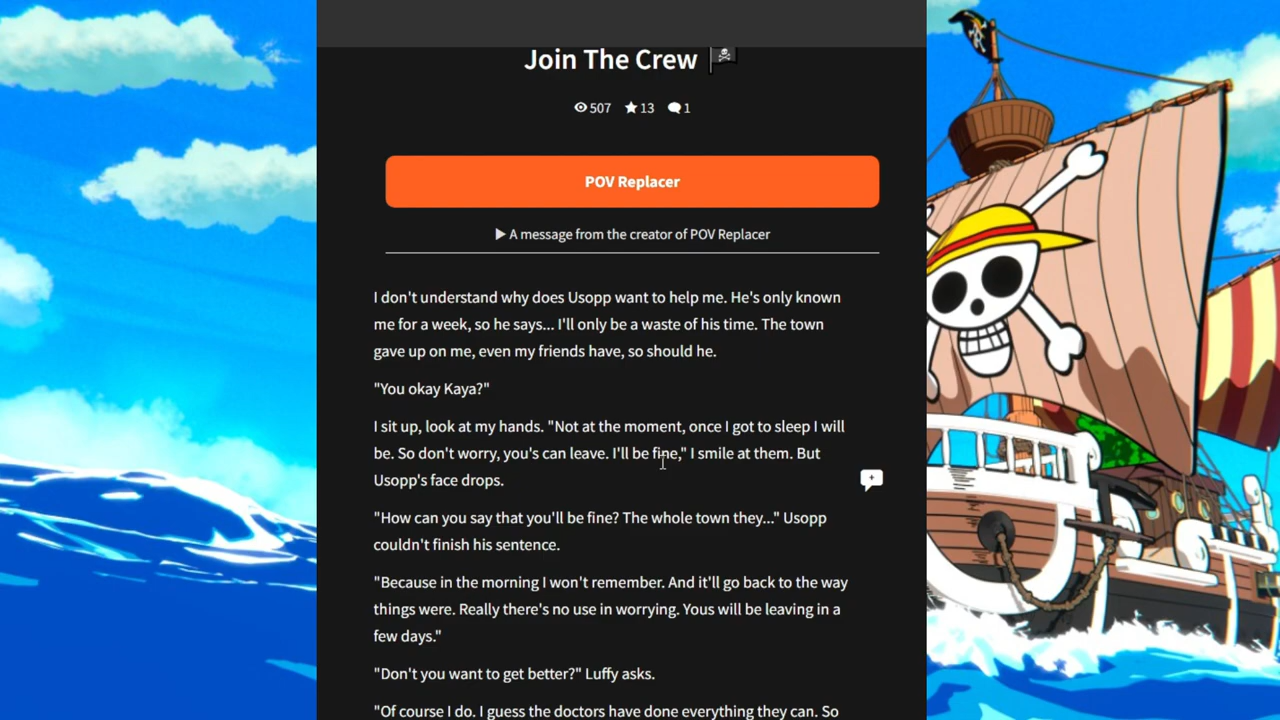 Join The Crew 🏴‍☠️
507 13 1
POV Replacer
▶ A message from the creator of POV Replacer
I don't understand why does Usopp want to help me. He's only known
me for a week, so he says... I'll only be a waste of his time. The town
gave up on me, even my friends have, so should he.
"You okay Kaya?"
I sit up, look at my hands. "Not at the moment, once I got to sleep I will
be. So don't worry, you's can leave. I'll be fine," I smile at them. But
Usopp's face drops.
"How can you say that you'll be fine? The whole town they..." Usopp
couldn't finish his sentence.
"Because in the morning I won't remember. And it'll go back to the way
things were. Really there's no use in worrying. Yous will be leaving in a
few days."
"Don't you want to get better?" Luffy asks.
"Of course I do. I guess the doctors have done everything they can. So